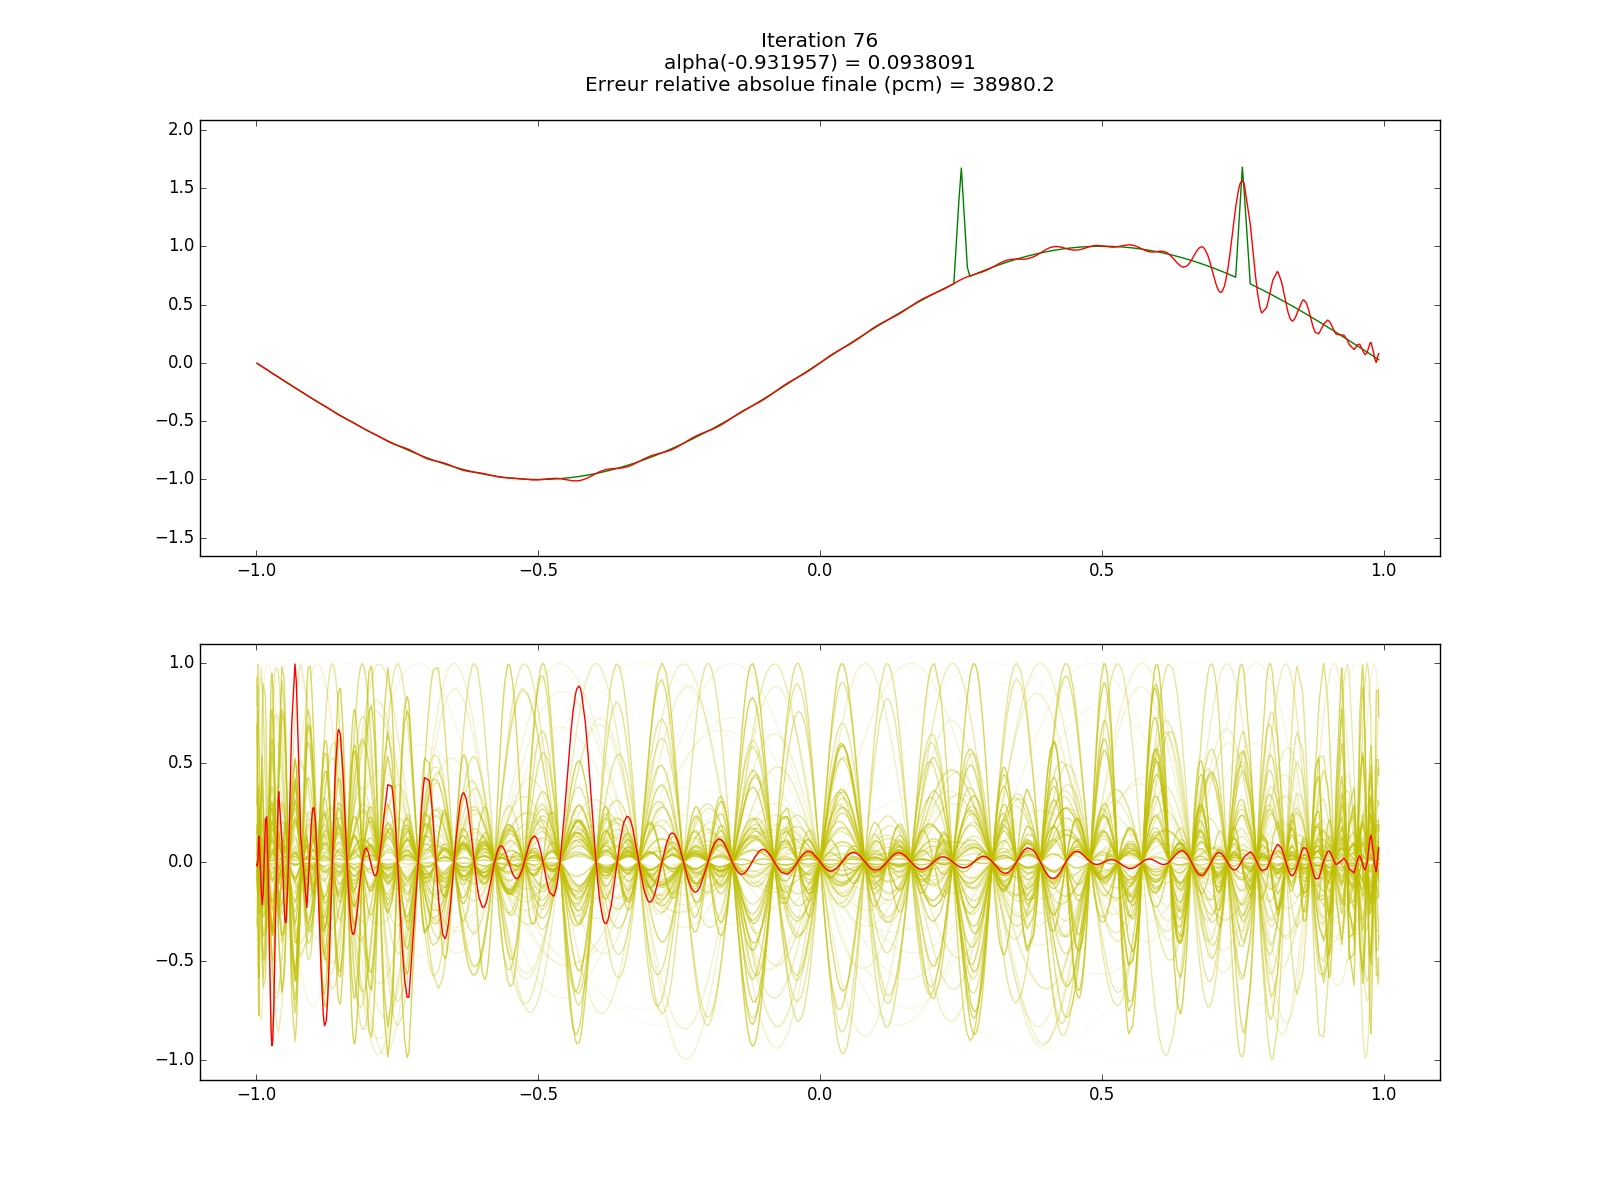 Iteration 76
alpha(-0.931957) = 0.0938091
Erreur relative absolue finale (pcm) = 38980.2
2.0
1.5
1.0
0.5
0.0
−0.5
−1.0
−1.5
−1.0 −0.5 0.0 0.5 1.0
1.0
0.5
0.0
−0.5
−1.0
−1.0 −0.5 0.0 0.5 1.0